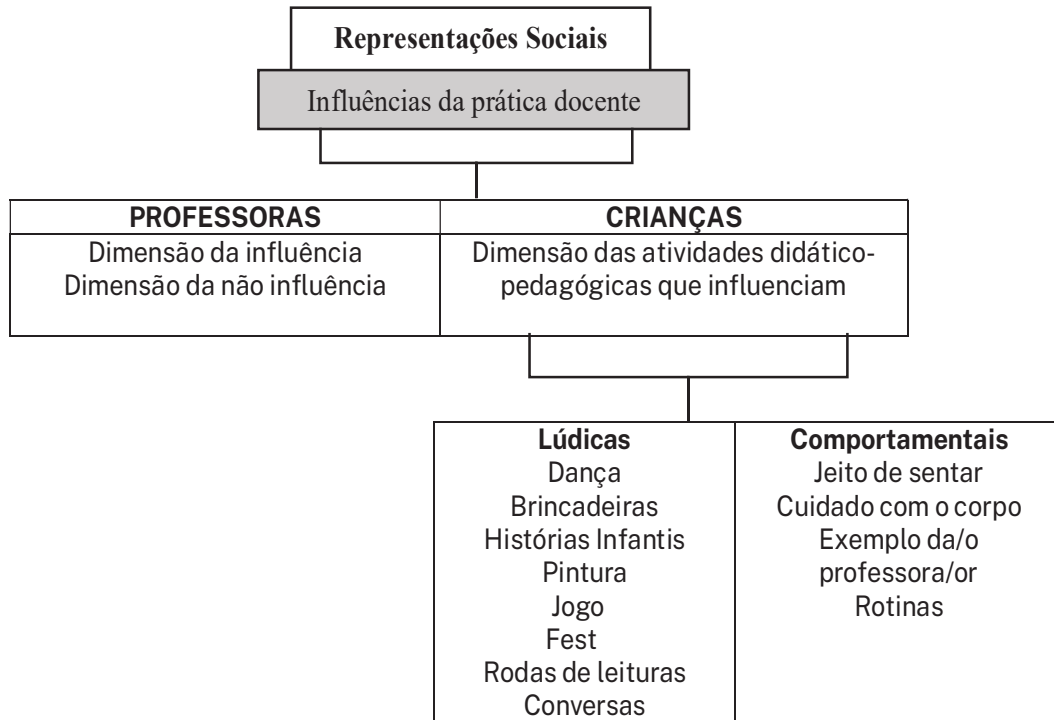 Representações Sociais
Influências da prática docente
PROFESSORAS
Dimensão da influência
Dimensão da não influência
CRIANÇAS
Dimensão das atividades didático-
pedagógicas que influenciam
Lúdicas
Dança
Brincadeiras
Histórias Infantis
Pintura
Jogo
Fest
Rodas de leituras
Conversas
Comportamentais
Jeito de sentar
Cuidado com o corpo
Exemplo da/o
professora/or
Rotinas